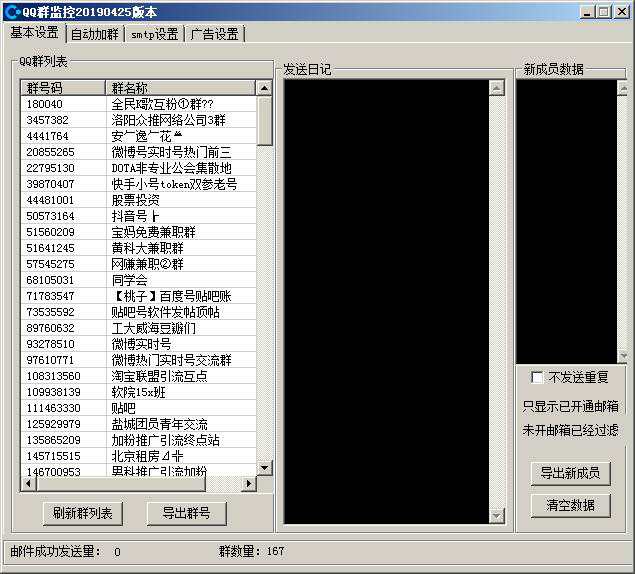 QQ群监控20190425版本
基本设置 自动加群 smtp设置 广告设置
QQ群列表
群号码 群名称
180040 全民K歌互粉①群??
3457382 洛阳众推网络公司3群
4441764 安~逸~花
20855265 微博号实时号热门前三
22795130 DOTA非专业公会集散地
39870407 快手小号token双参老号
44481001 股票投资
50573164 抖音号┣
51560209 宝妈免费兼职群
51641245 黄科大兼职群
57545275 网赚兼职②群
68105031 同学会
71783547 【桃子】百度号贴吧账
73535592 贴吧号软件发帖顶帖
89760632 工大威海豆瓣们
93278510 微博实时号
97610771 微博热门实时号交流群
108313560 淘宝联盟引流互点
109938139 软院15x班
111463330 贴吧
125929979 盐城团员青年交流
135865209 加粉推广引流终点站
145715515 北京租房
146700953 男科推广引流加粉
刷新群列表 导出群号
发送日记
新成员数据
不发送重复
只显示已开通邮箱
未开邮箱已经过滤
导出新成员
清空数据
邮件成功发送量: 0 群数量: 167